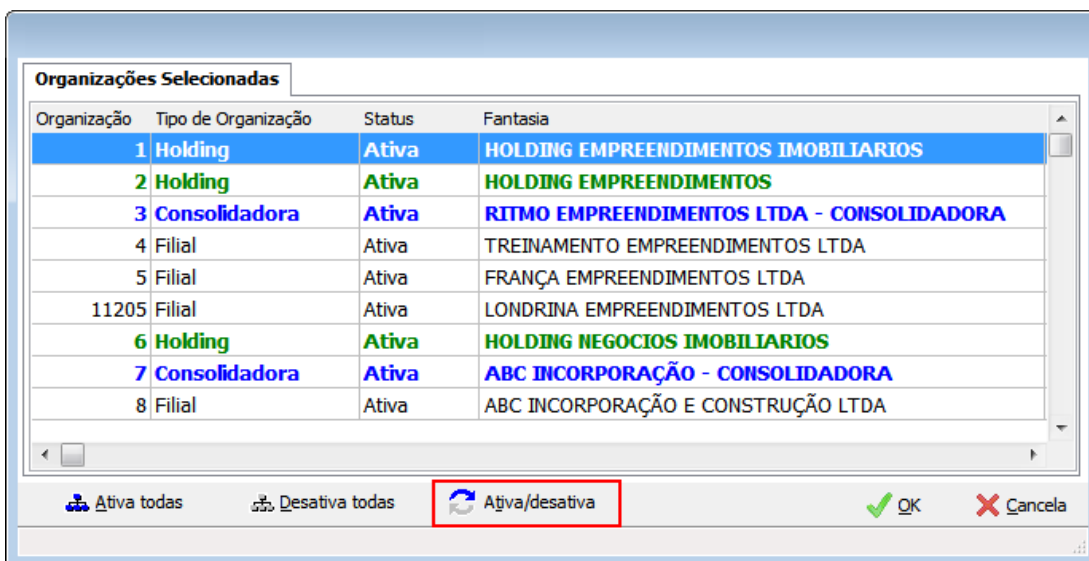 Organizações Selecionadas
Organização Tipo de Organização Status Fantasia
1 Holding Ativa HOLDING EMPREENDIMENTOS IMOBILIARIOS
2 Holding Ativa HOLDING EMPREENDIMENTOS
3 Consolidadora Ativa RITMO EMPREENDIMENTOS LTDA - CONSOLIDADORA
4 Filial Ativa TREINAMENTO EMPREENDIMENTOS LTDA
5 Filial Ativa FRANÇA EMPREENDIMENTOS LTDA
11205 Filial Ativa LONDRINA EMPREENDIMENTOS LTDA
6 Holding Ativa HOLDING NEGOCIOS IMOBILIARIOS
7 Consolidadora Ativa ABC INCORPORAÇÃO - CONSOLIDADORA
8 Filial Ativa ABC INCORPORAÇÃO E CONSTRUÇÃO LTDA
Ativa todas Desativa todas Ativa/desativa OK Cancela